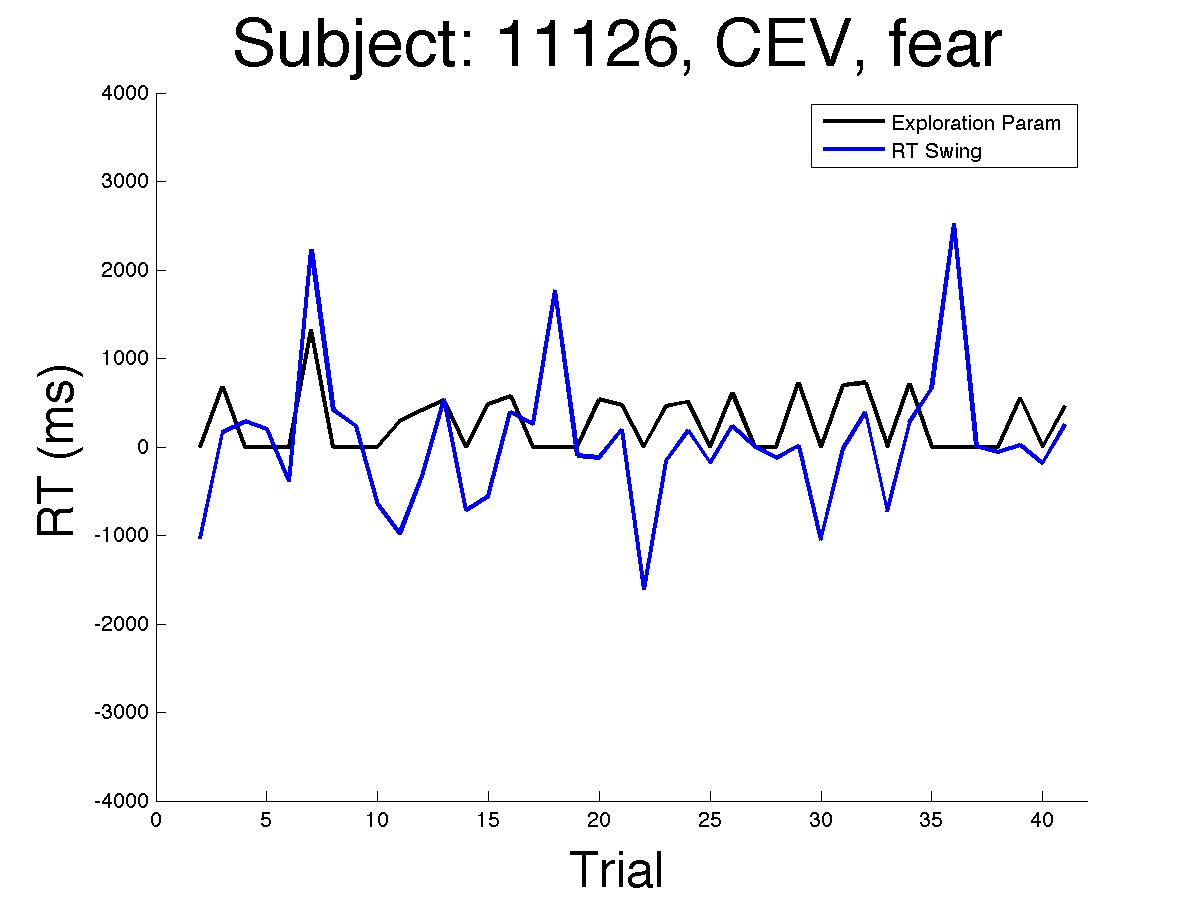 Subject: 11126, CEV, fear
4000
3000
2000
1000
0
-1000
-2000
-3000
-4000
RT (ms)
Exploration Param
RT Swing
0 5 10 15 20 25 30 35 40
Trial